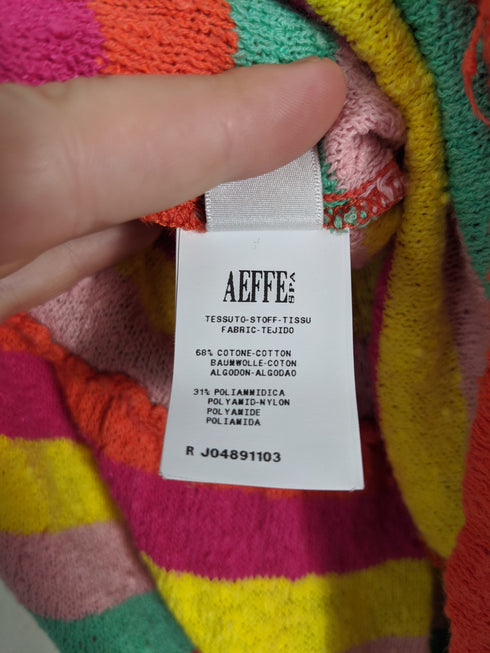 AEFFE SPA
TESSUTO-STOFF-TISSU
FABRIC-TEJIDO
68% COTONE-COTTON
BAUMWOLLE-COTON
ALGODON-ALGODAO
31% POLIAMMIDICA
POLYAMID-NYLON
POLYAMIDE
POLIAMIDA
R J04891103